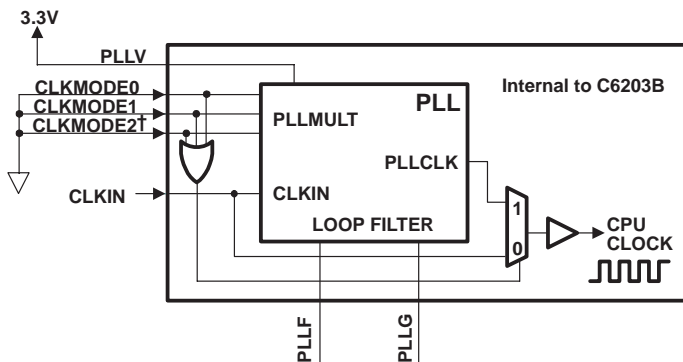 3.3V
PLLV
CLKMODE0
CLKMODE1
CLKMODE2†
CLKIN
PLLMULT
PLL
PLLCLK
CLKIN
LOOP FILTER
Internal to C6203B
1
0
CPU
CLOCK
PLLF
PLLG